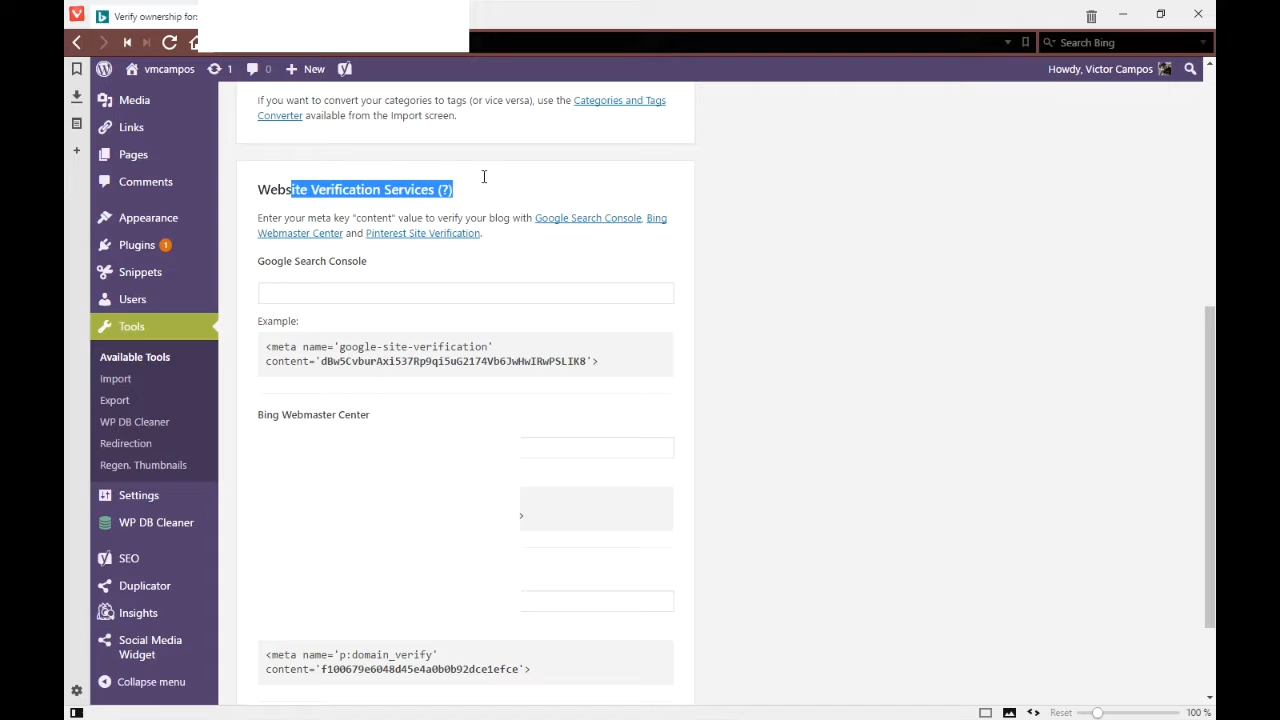 Verify ownership for:
Search Bing
vmcampos
1
0
New
Howdy, Victor Campos
Media
Links
Pages
Comments
Appearance
Plugins 1
Snippets
Users
Tools
Available Tools
Import
Export
WP DB Cleaner
Redirection
Regen. Thumbnails
Settings
WP DB Cleaner
SEO
Duplicator
Insights
Social Media
Widget
Collapse menu
If you want to convert your categories to tags (or vice versa), use the Categories and Tags
Converter available from the Import screen.
Website Verification Services (?)
Enter your meta key "content" value to verify your blog with Google Search Console, Bing
Webmaster Center and Pinterest Site Verification.
Google Search Console
Example:
<meta name='google-site-verification'
content='dBw5CvburAxi537Rp9qi5uG2174Vb6JwHwIRwPSLIK8'>
Bing Webmaster Center
>
<meta name='p:domain_verify'
content='f100679e6048d45e4a0b0b92dce1efce'>
Reset
100 %